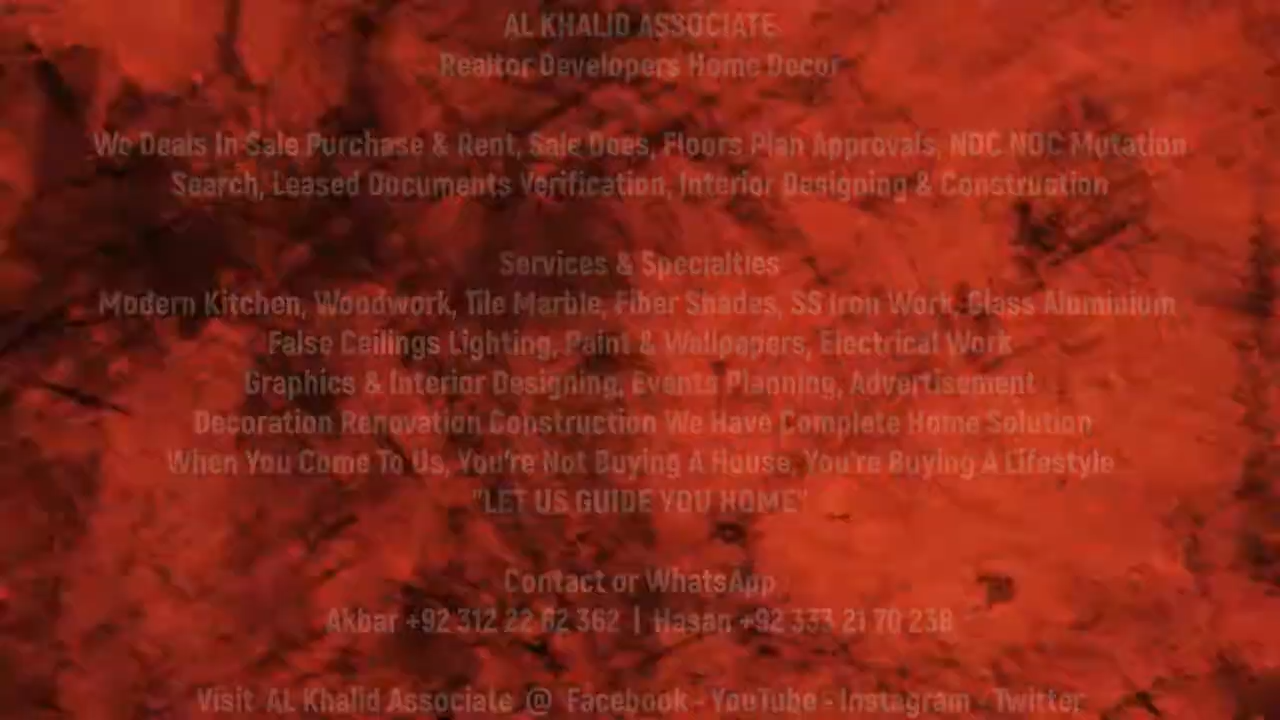 AL KHALID ASSOCIATE
Realtor Developers Home Decor
We Deals In Sale Purchase & Rent, Sale Does, Floors Plan Approvals, NDC NOC Mutation
Search, Leased Documents Verification, Interior Designing & Construction
Services & Specialties
Modern Kitchen, Woodwork, Tile Marble, Fiber Shades, SS Iron Work, Glass Aluminium
False Ceilings Lighting, Paint & Wallpapers, Electrical Work
Graphics & Interior Designing, Events Planning, Advertisement
Decoration Renovation Construction We Have Complete Home Solution
When You Come To Us, You're Not Buying A House, You're Buying A Lifestyle
"LET US GUIDE YOU HOME"
Contact or WhatsApp
Akbar +92 312 22 62 362 | Hasan +92 333 21 70 238
Visit AL Khalid Associate @ Facebook - YouTube - Instagram - Twitter